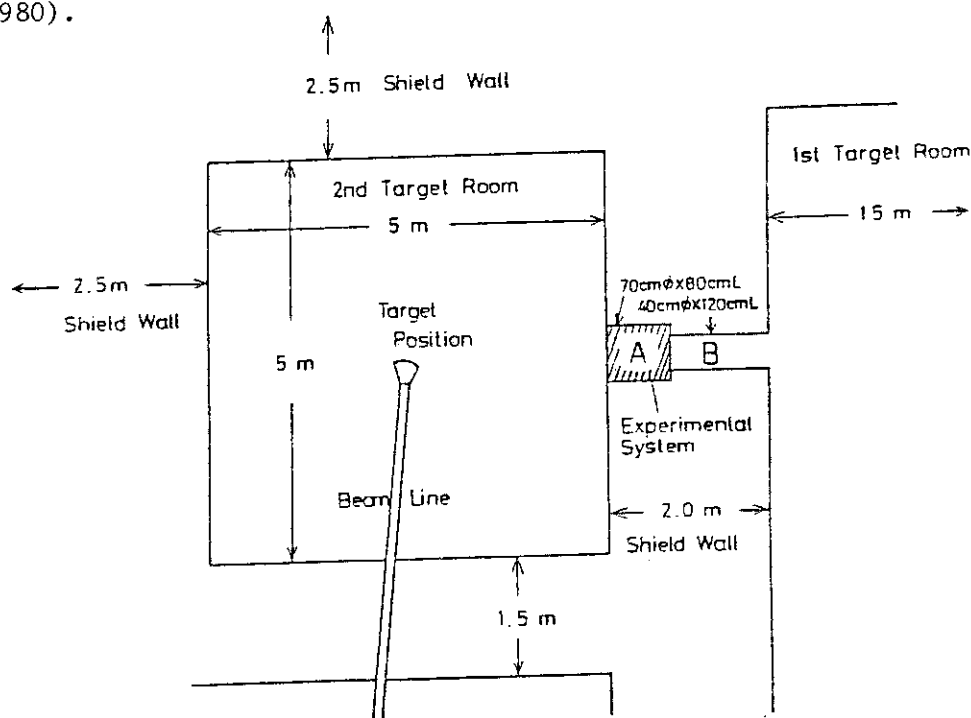 980).
2.5m Shield Wall
1st Target Room
2nd Target Room
5 m
15 m
2.5m
Shield Wall
70cmφx80cmL
40cmφx120cmL
Target
Position
5 m
A
B
Experimental
System
Beam Line
2.0 m
Shield Wall
1.5 m